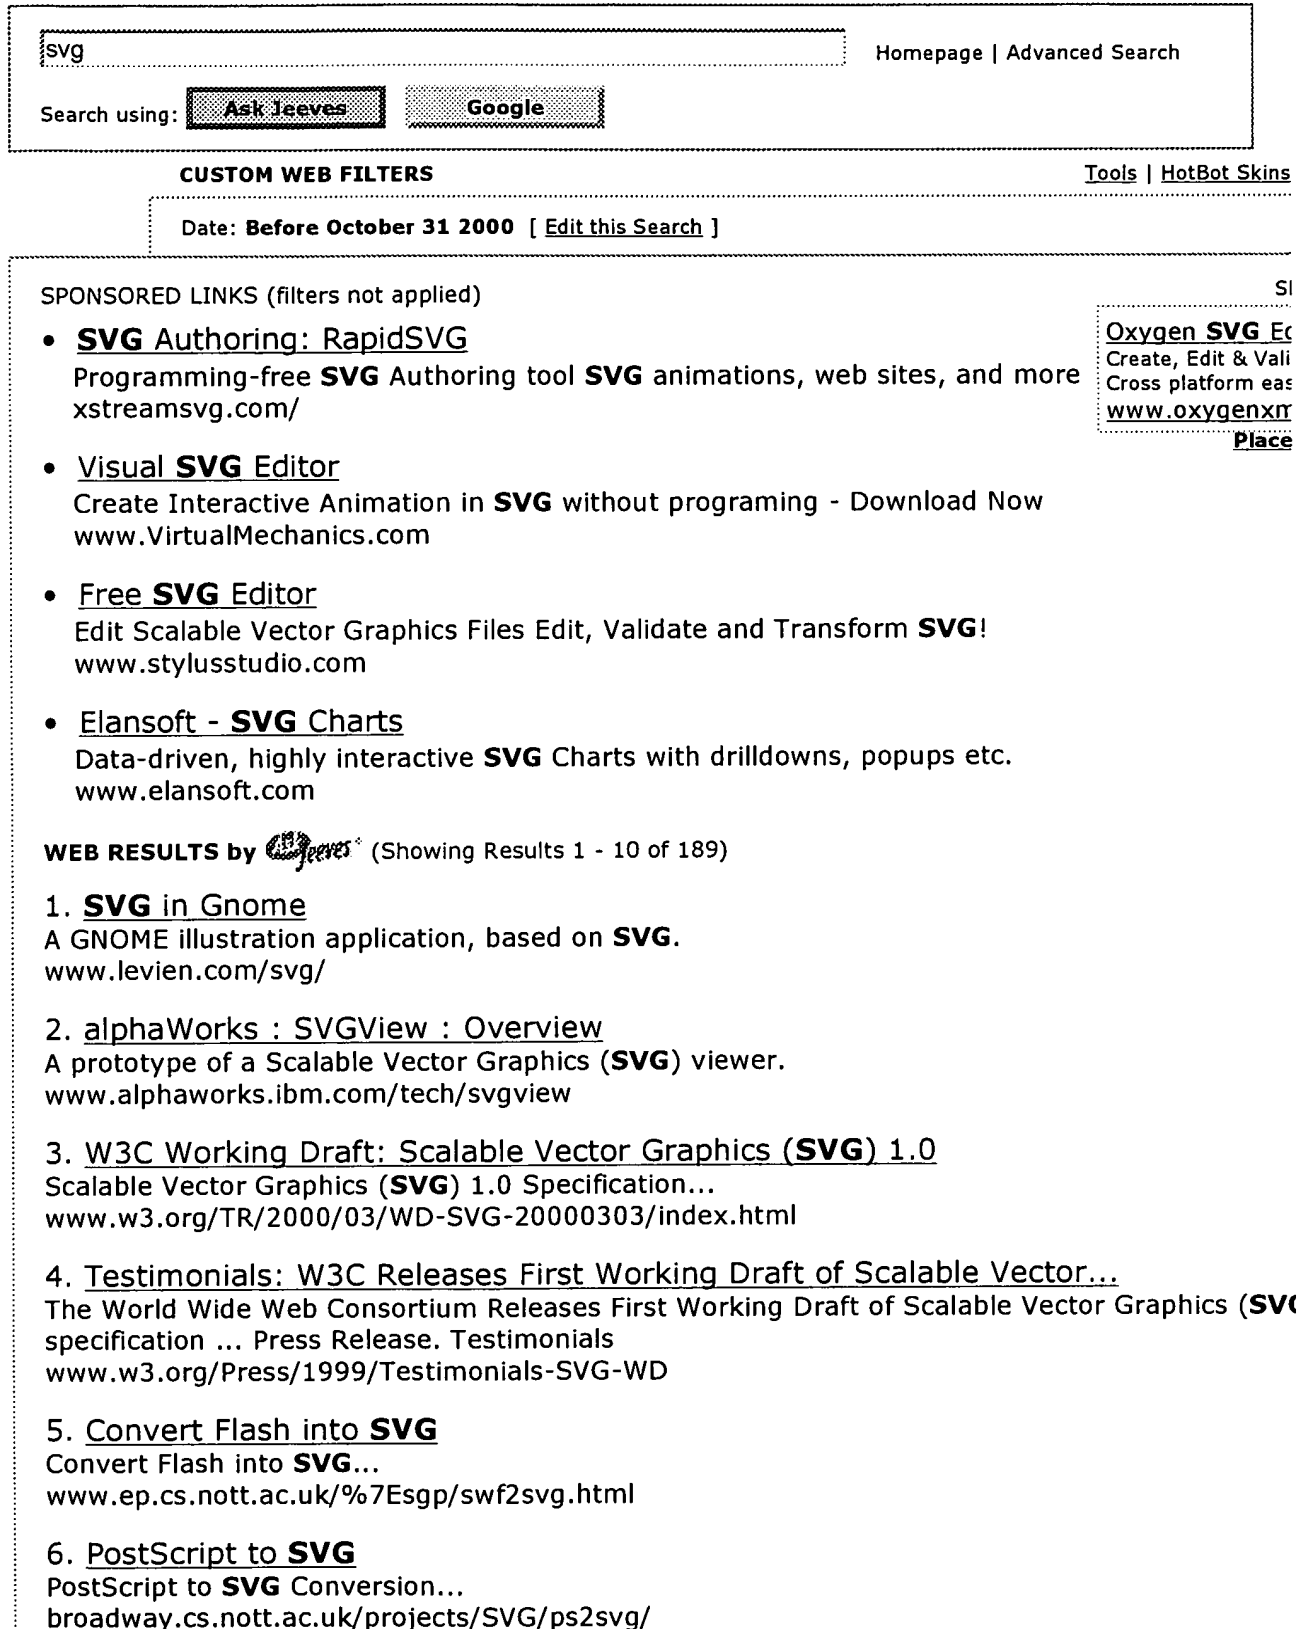 svg
Homepage | Advanced Search
Search using: Ask Jeeves Google
CUSTOM WEB FILTERS
Tools | HotBot Skins
Date: Before October 31 2000 [ Edit this Search ]
SPONSORED LINKS (filters not applied)
• SVG Authoring: RapidSVG
Programming-free SVG Authoring tool SVG animations, web sites, and more
xstreamsvg.com/
Oxygen SVG
Create, Edit &
Cross platform
www.oxygenx
Place
• Visual SVG Editor
Create Interactive Animation in SVG without programing - Download Now
www.VirtualMechanics.com
• Free SVG Editor
Edit Scalable Vector Graphics Files Edit, Validate and Transform SVG!
www.stylusstudio.com
• Elansoft - SVG Charts
Data-driven, highly interactive SVG Charts with drilldowns, popups etc.
www.elansoft.com
WEB RESULTS by Ask Jeeves (Showing Results 1 - 10 of 189)
1. SVG in Gnome
A GNOME illustration application, based on SVG.
www.levien.com/svg/
2. alphaWorks : SVGView : Overview
A prototype of a Scalable Vector Graphics (SVG) viewer.
www.alphaworks.ibm.com/tech/svgview
3. W3C Working Draft: Scalable Vector Graphics (SVG) 1.0
Scalable Vector Graphics (SVG) 1.0 Specification...
www.w3.org/TR/2000/03/WD-SVG-20000303/index.html
4. Testimonials: W3C Releases First Working Draft of Scalable Vector...
The World Wide Web Consortium Releases First Working Draft of Scalable Vector Graphics (SVG
specification ... Press Release. Testimonials
www.w3.org/Press/1999/Testimonials-SVG-WD
5. Convert Flash into SVG
Convert Flash into SVG...
www.ep.cs.nott.ac.uk/%7Esgp/swf2svg.html
6. PostScript to SVG
PostScript to SVG Conversion...
broadway.cs.nott.ac.uk/projects/SVG/ps2svg/